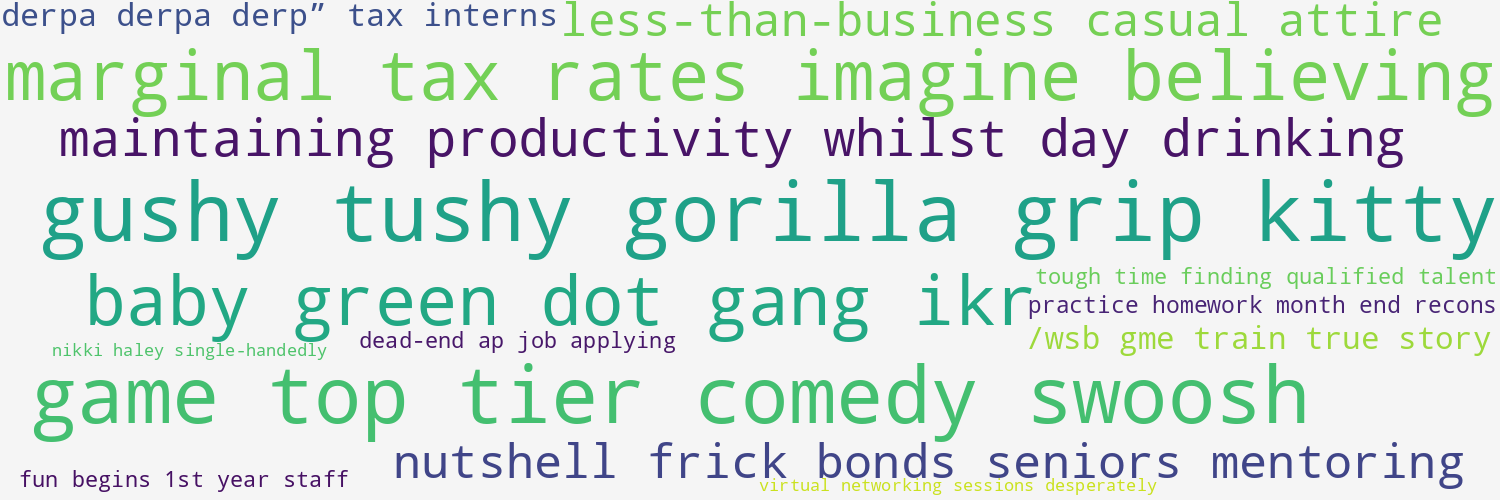 derpa derpa derp” tax interns
less-than-business casual attire
marginal tax rates imagine believing
maintaining productivity whilst day drinking
gushy tushy gorilla grip kitty
baby green dot gang ikr
tough time finding qualified talent
practice homework month end recons
/wsb gme train true story
dead-end ap job applying
nikki haley single-handedly
game top tier comedy swoosh
nutshell frick bonds seniors mentoring
fun begins 1st year staff
virtual networking sessions desperately